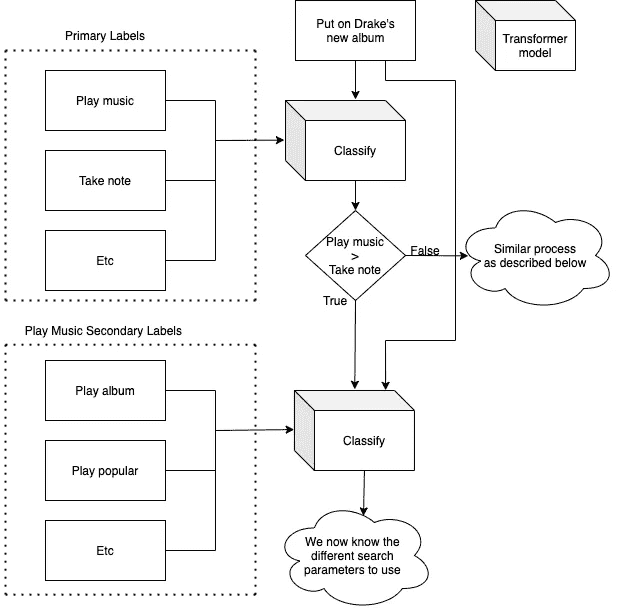 Primary Labels
Put on Drake's
new album
Transformer
model
Play music
Take note
Etc
Classify
Play music
>
Take note
False
True
Similar process
as described below
Play Music Secondary Labels
Play album
Play popular
Etc
Classify
We now know the
different search
parameters to use